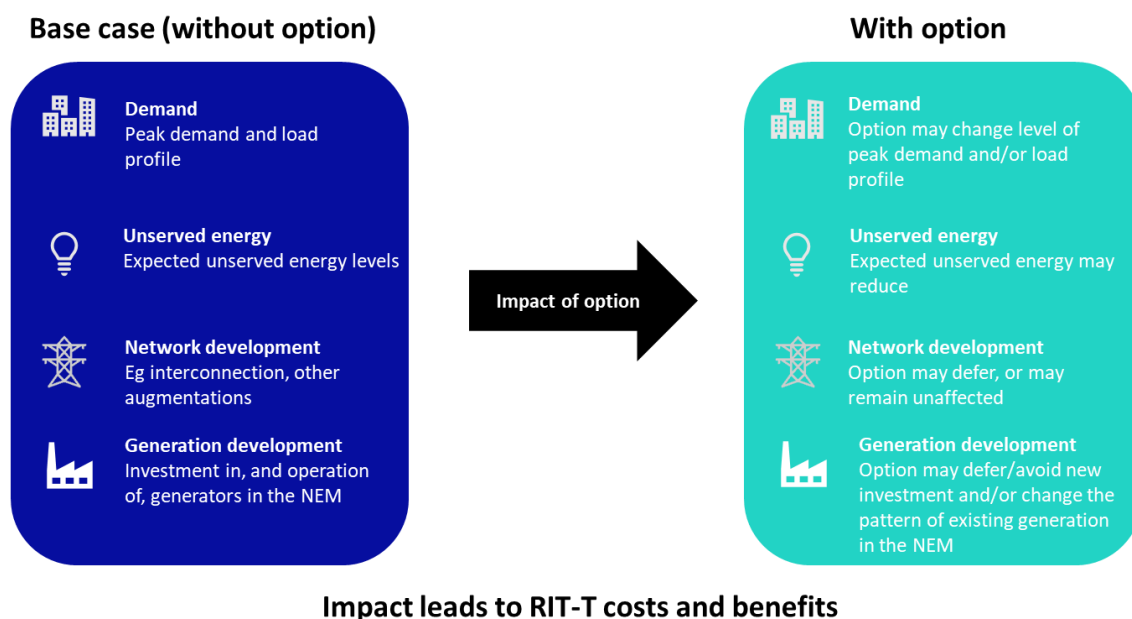 Base case (without option)
Demand
Peak demand and load
profile
Unserved energy
Expected unserved energy levels
Network development
Eg interconnection, other
augmentations
Generation development
Investment in, and operation
of, generators in the NEM
Impact of option
With option
Demand
Option may change level of
peak demand and/or load
profile
Unserved energy
Expected unserved energy may
reduce
Network development
Option may defer, or may
remain unaffected
Generation development
Option may defer/avoid new
investment and/or change the
pattern of existing generation
in the NEM
Impact leads to RIT-T costs and benefits